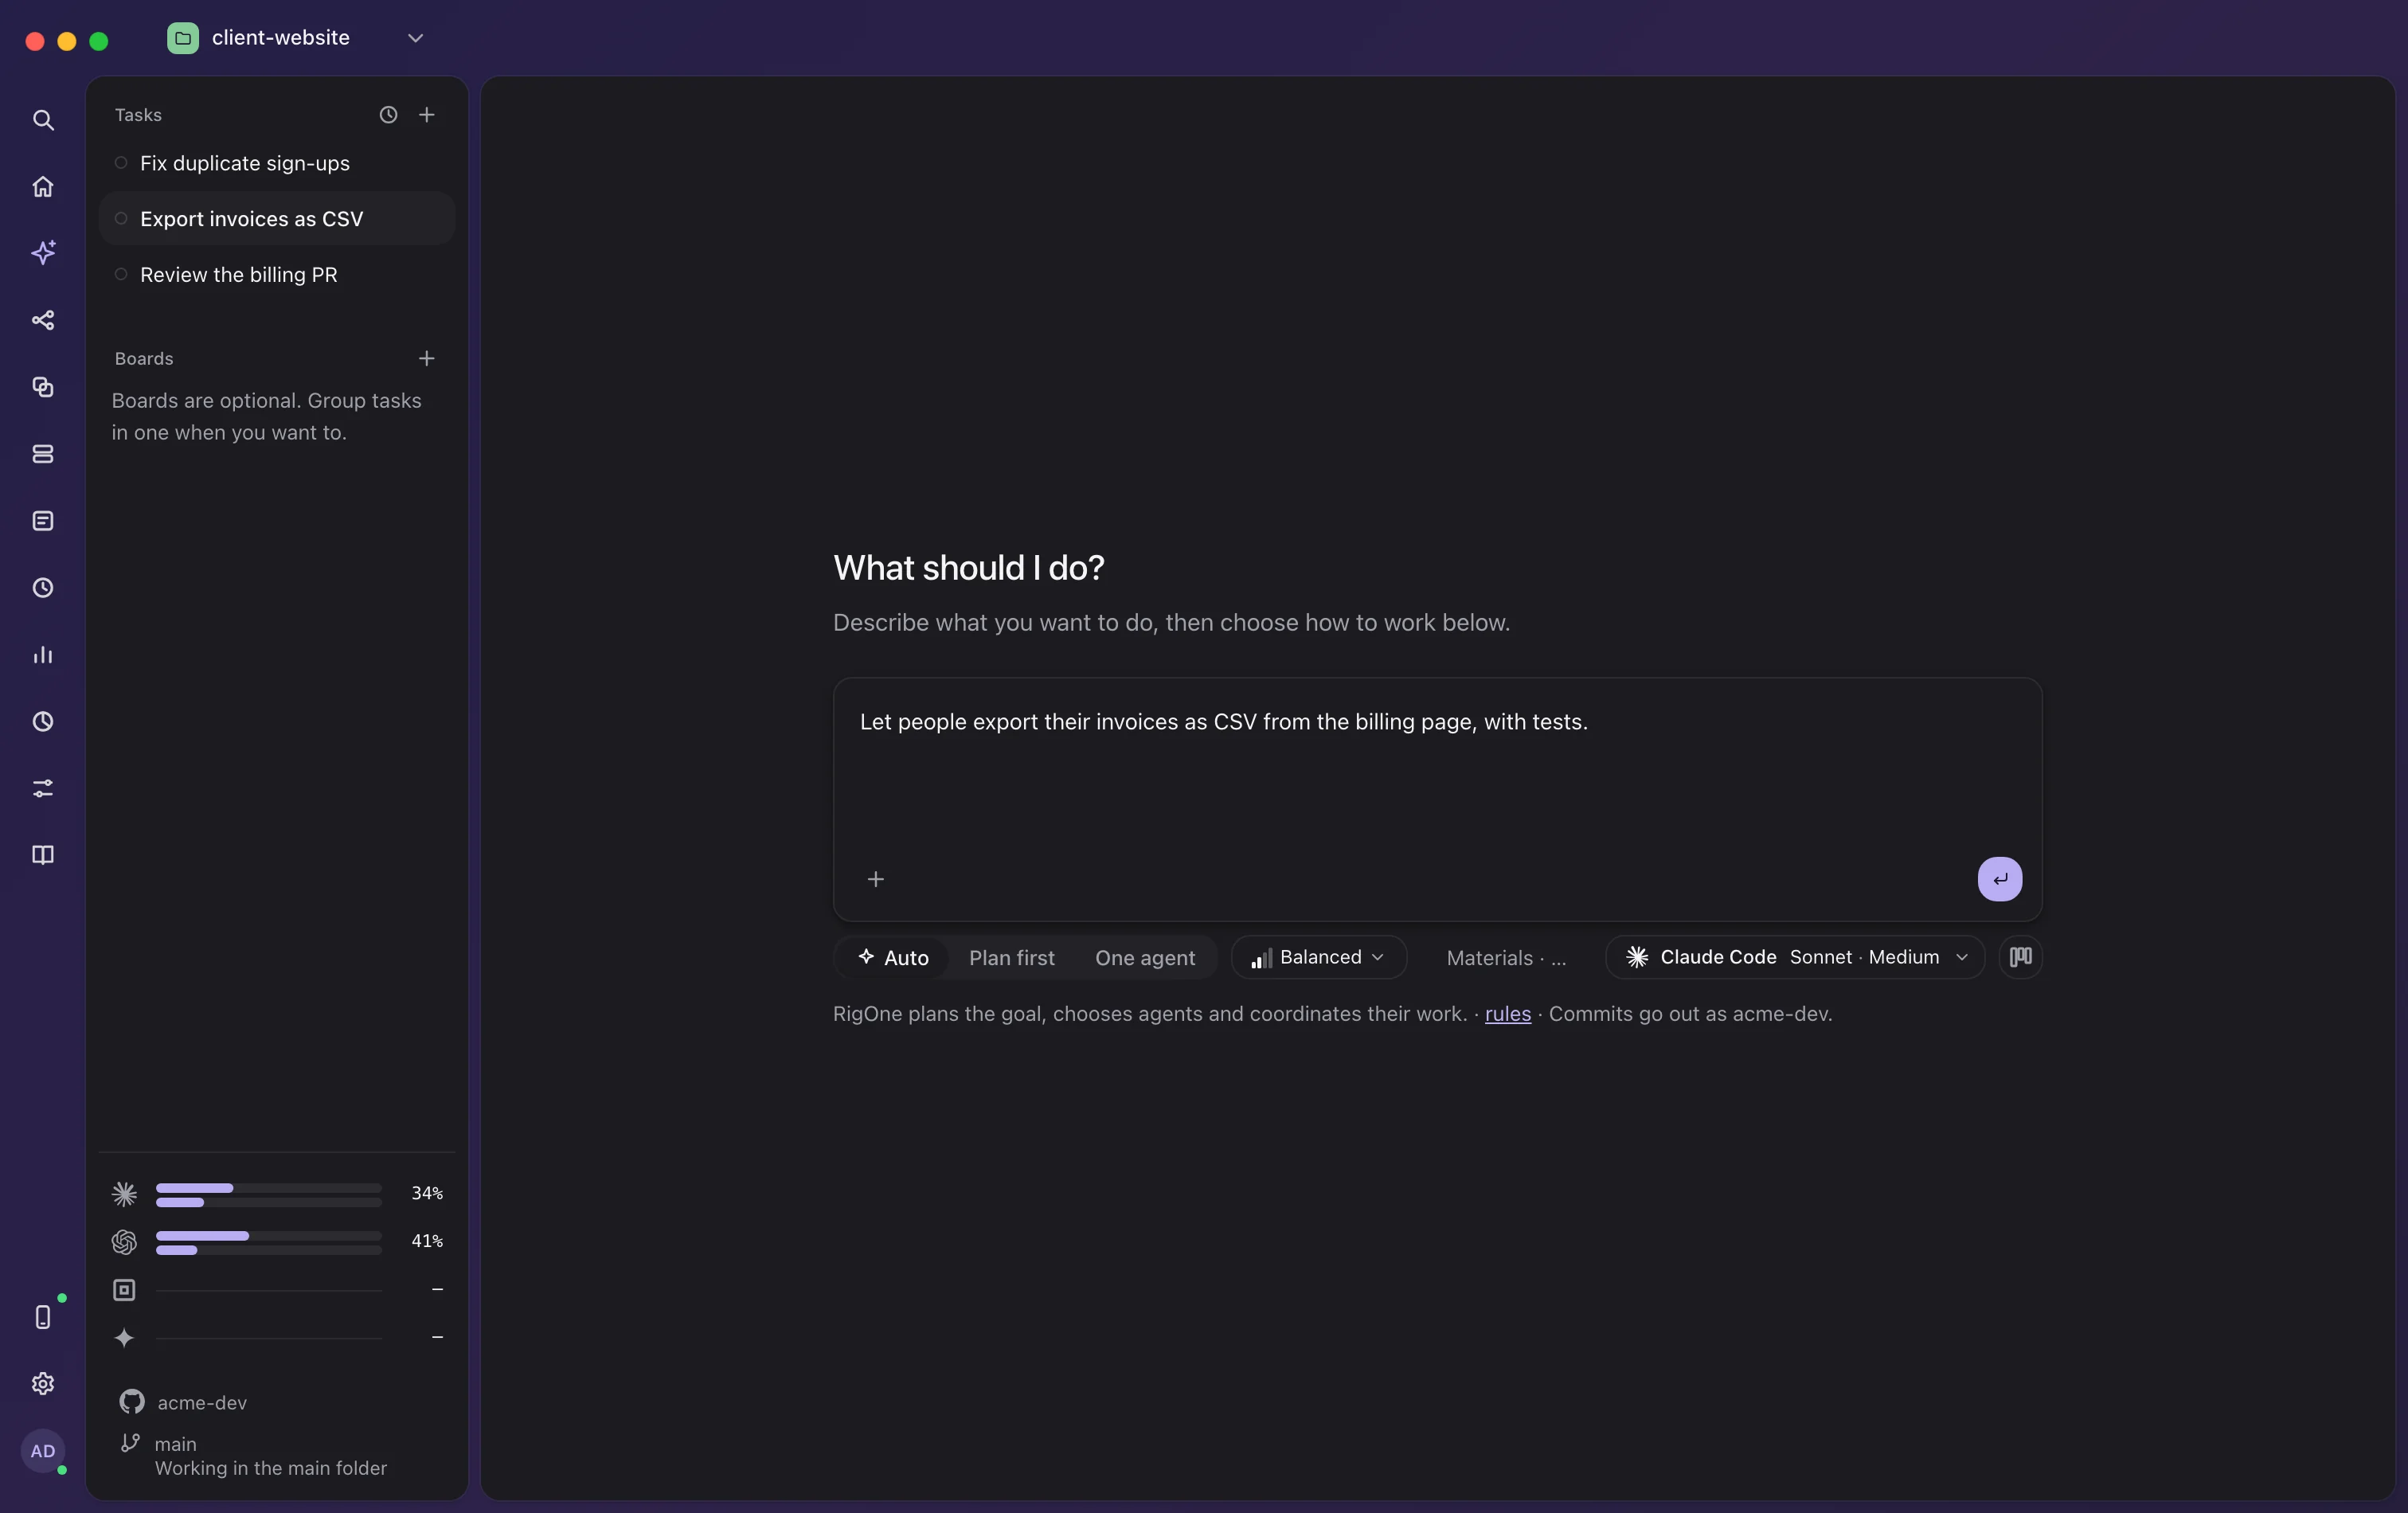 client-website
Tasks
Fix duplicate sign-ups
Export invoices as CSV
Review the billing PR
Boards
Boards are optional. Group tasks
in one when you want to.
34%
41%
–
–
acme-dev
main
Working in the main folder
AD
What should I do?
Describe what you want to do, then choose how to work below.
Let people export their invoices as CSV from the billing page, with tests.
Auto Plan first One agent Balanced Materials · ... Claude Code Sonnet · Medium
RigOne plans the goal, chooses agents and coordinates their work. · rules · Commits go out as acme-dev.